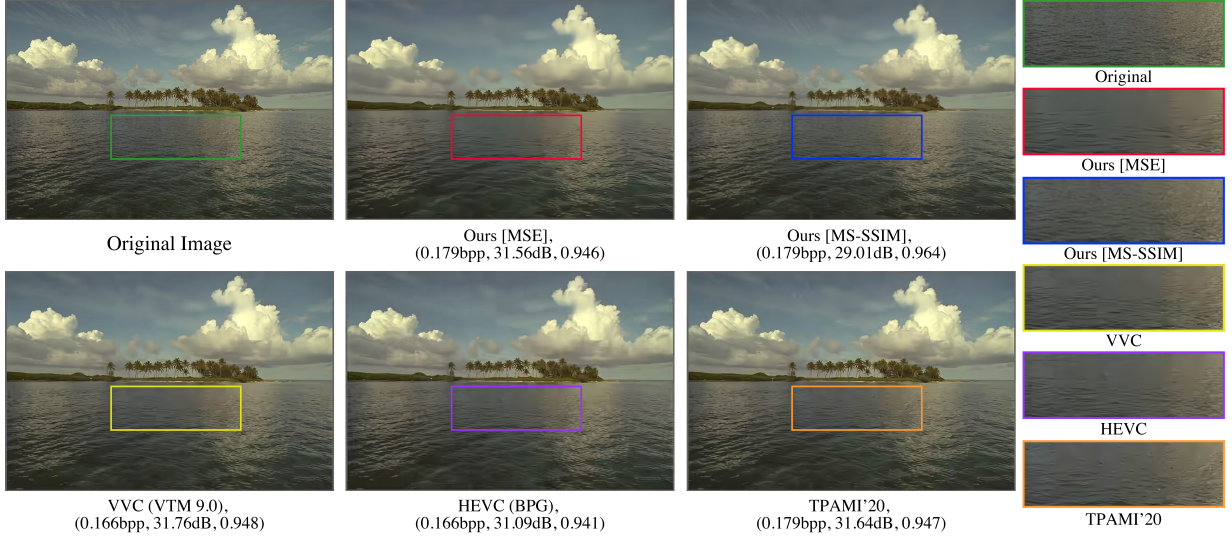 Original Image
Ours [MSE],
(0.179bpp, 31.56dB, 0.946)
Ours [MS-SSIM],
(0.179bpp, 29.01dB, 0.964)
VVC (VTM 9.0),
(0.166bpp, 31.76dB, 0.948)
HEVC (BPG),
(0.166bpp, 31.09dB, 0.941)
TPAMI’20,
(0.179bpp, 31.64dB, 0.947)
Original
Ours [MSE]
Ours [MS-SSIM]
VVC
HEVC
TPAMI’20